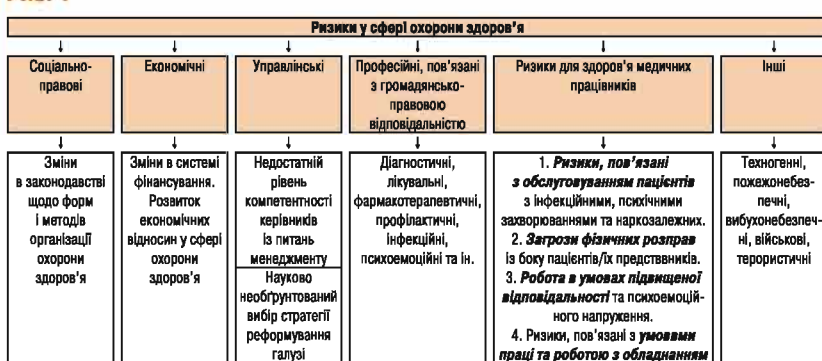 Ризики у сфері охорони здоров'я
Соціально-
правові
Економічні
Управлінські
Професійні, пов'язані
з громадянсько-
правовою
відповідальністю
Ризики для здоров'я медичних
працівників
Інші
Зміни
в законодавстві
щодо форм
і методів
організації
охорони
здоров'я
Зміни в системі
фінансування.
Розвиток
економічних
відносин у сфері
охорони
здоров'я
Недостатній
рівень
компетентності
керівників
із питань
менеджменту
Науково
необґрунтований
вибір стратегії
реформування
галузі
Діагностичні,
лікувальні,
фармакотерапевтичні,
профілактичні,
інфекційні,
психоемоційні та ін.
1. Ризики, пов'язані
з обслуговуванням пацієнтів
з інфекційними, психічними
захворюваннями та наркозалежних.
2. Загрози фізичних розправ
із боку пацієнтів/їх представників.
3. Робота в умовах підвищеної
відповідальності та психоемоцій-
ного напруження.
4. Ризики, пов'язані з умовами
праці та роботою з обладнанням
Техногенні,
пожежонебез-
печні,
вибухонебезпеч-
ні, військові,
терористичні